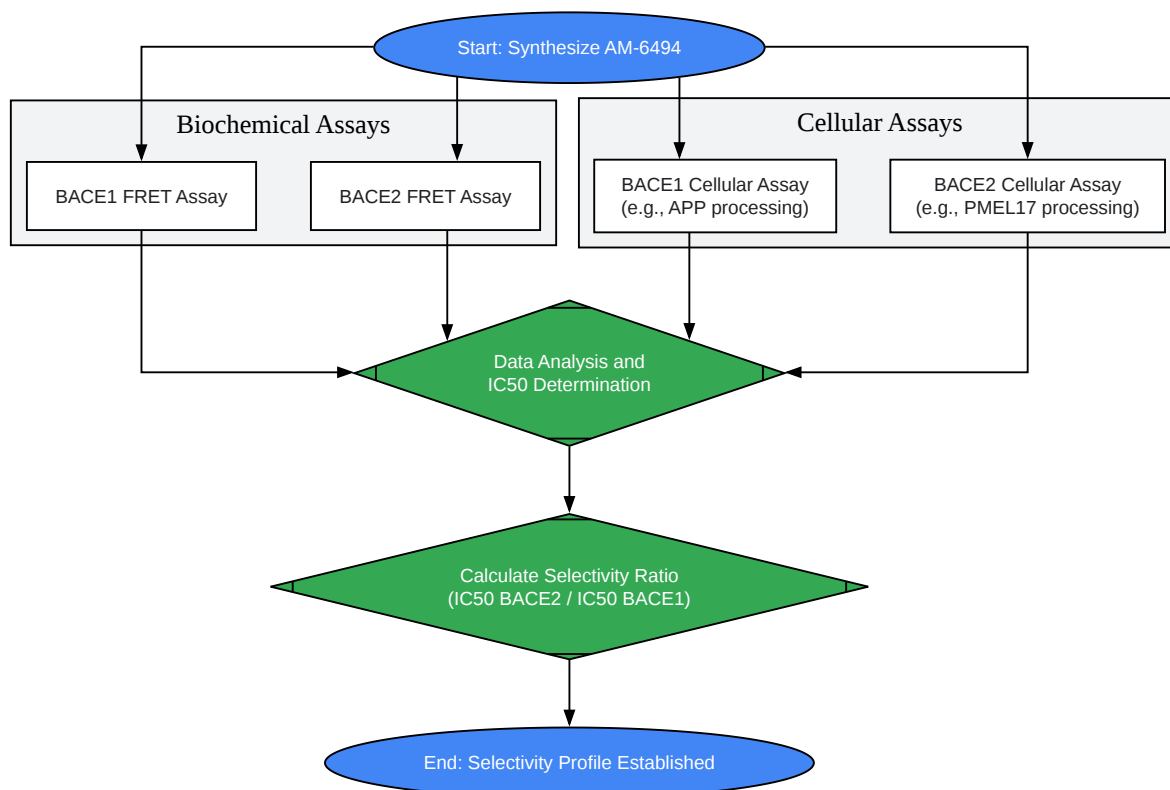 Start: Synthesize AM-6494
Biochemical Assays
Cellular Assays
BACE1 FRET Assay
BACE2 FRET Assay
BACE1 Cellular Assay
(e.g., APP processing)
BACE2 Cellular Assay
(e.g., PMEL17 processing)
Data Analysis and
IC50 Determination
Calculate Selectivity Ratio
(IC50 BACE2 / IC50 BACE1)
End: Selectivity Profile Established